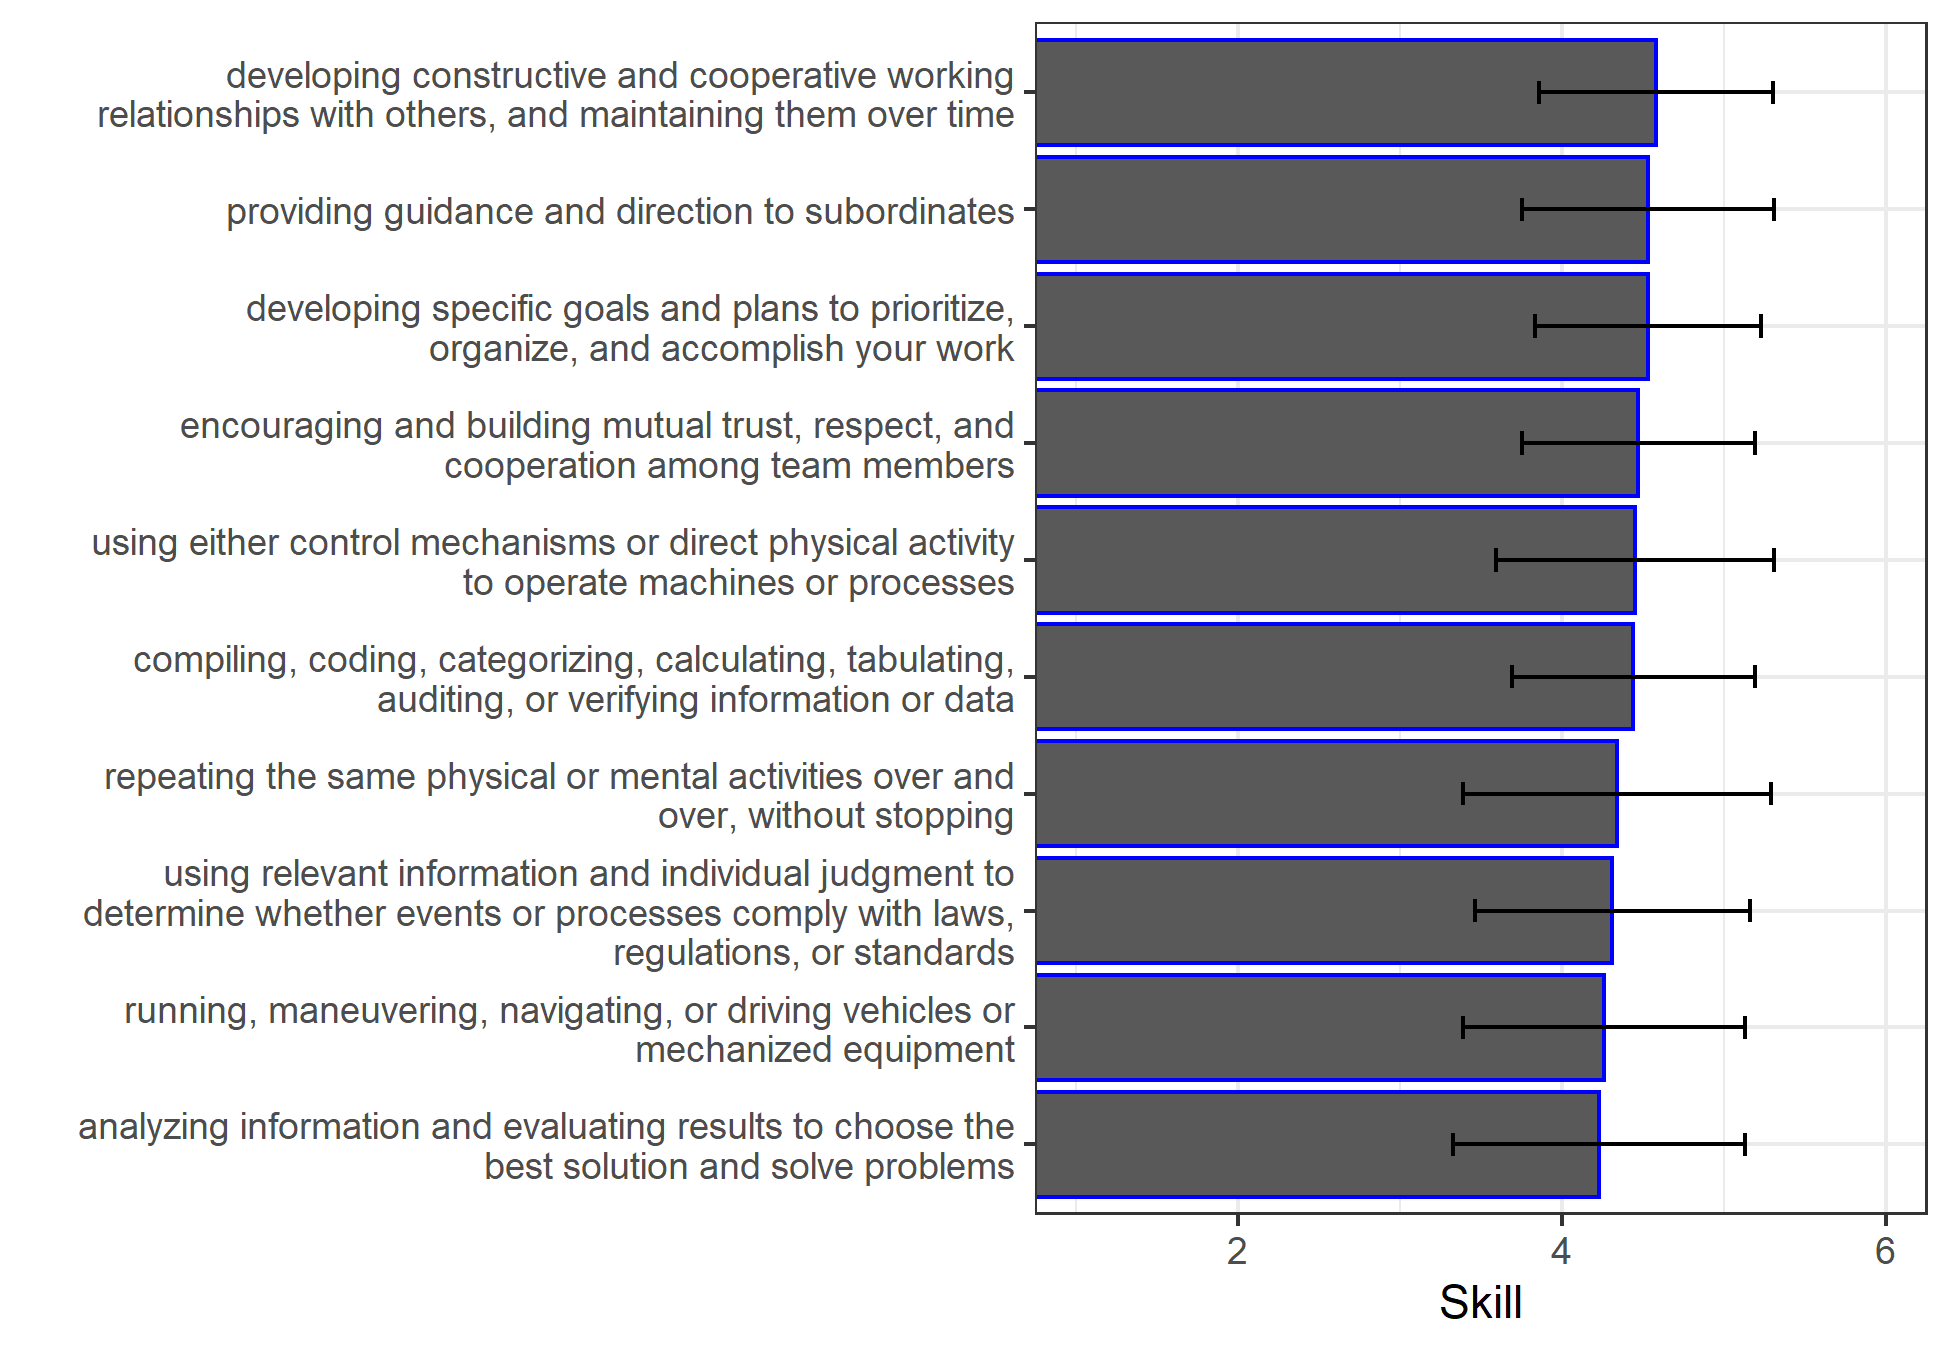 developing constructive and cooperative working
relationships with others, and maintaining them over time
providing guidance and direction to subordinates
developing specific goals and plans to prioritize,
organize, and accomplish your work
encouraging and building mutual trust, respect, and
cooperation among team members
using either control mechanisms or direct physical activity
to operate machines or processes
compiling, coding, categorizing, calculating, tabulating,
auditing, or verifying information or data
repeating the same physical or mental activities over and
over, without stopping
using relevant information and individual judgment to
determine whether events or processes comply with laws,
regulations, or standards
running, maneuvering, navigating, or driving vehicles or
mechanized equipment
analyzing information and evaluating results to choose the
best solution and solve problems
2 4 6
Skill